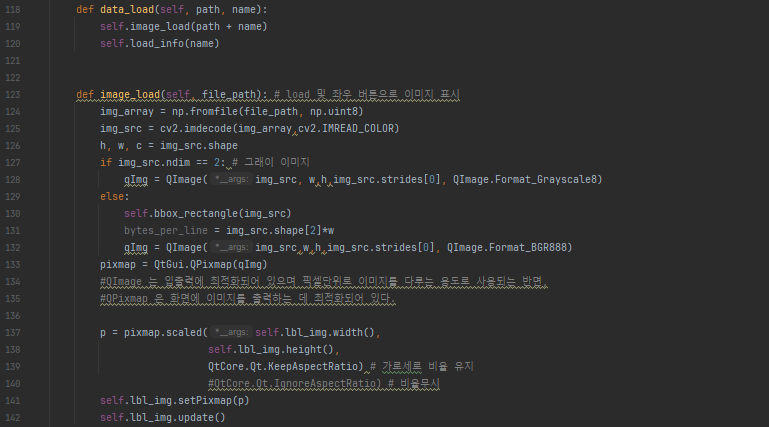 118 def data_load(self, path, name):
119 self.image_load(path + name)
120 self.load_info(name)
121
122
123 def image_load(self, file_path): # load 및 좌우 버튼으로 이미지 표시
124 img_array = np.fromfile(file_path, np.uint8)
125 img_src = cv2.imdecode(img_array,cv2.IMREAD_COLOR)
126 h, w, c = img_src.shape
127 if img_src.ndim == 2: # 그래이 이미지
128 qImg = QImage( *__args: img_src, w,h,img_src.strides[0], QImage.Format_Grayscale8)
129 else:
130 self.bbox_rectangle(img_src)
131 bytes_per_line = img_src.shape[2]*w
132 qImg = QImage( *__args: img_src,w,h,img_src.strides[0], QImage.Format_BGR888)
133 pixmap = QtGui.QPixmap(qImg)
134 #QImage 는 입출력에 최적화되어 있으며 픽셀단위로 이미지를 다루는 용도로 사용되는 반면,
135 #QPixmap 은 화면에 이미지를 출력하는 데 최적화되어 있다.
136
137 p = pixmap.scaled( *__args: self.lbl_img.width(),
138 self.lbl_img.height(),
139 QtCore.Qt.KeepAspectRatio) # 가로세로 비율 유지
140 #QtCore.Qt.IgnoreAspectRatio) # 비율무시
141 self.lbl_img.setPixmap(p)
142 self.lbl_img.update()